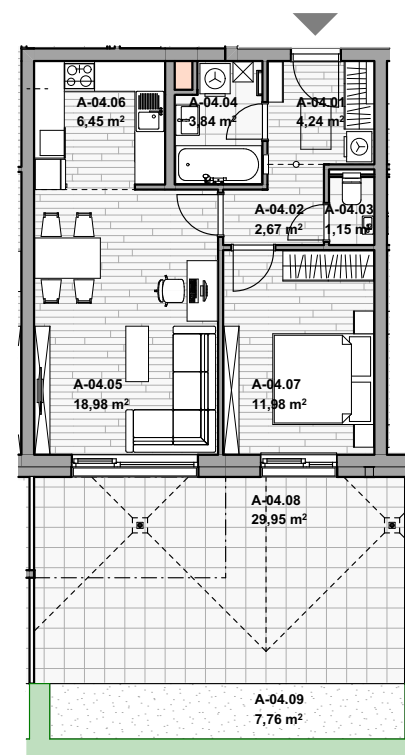 A-04.06
6,45 m²
A-04.04
3,84 m²
A-04.01
4,24 m²
A-04.02
2,67 m²
A-04.03
1,15 m²
A-04.05
18,98 m²
A-04.07
11,98 m²
A-04.08
29,95 m²
A-04.09
7,76 m²